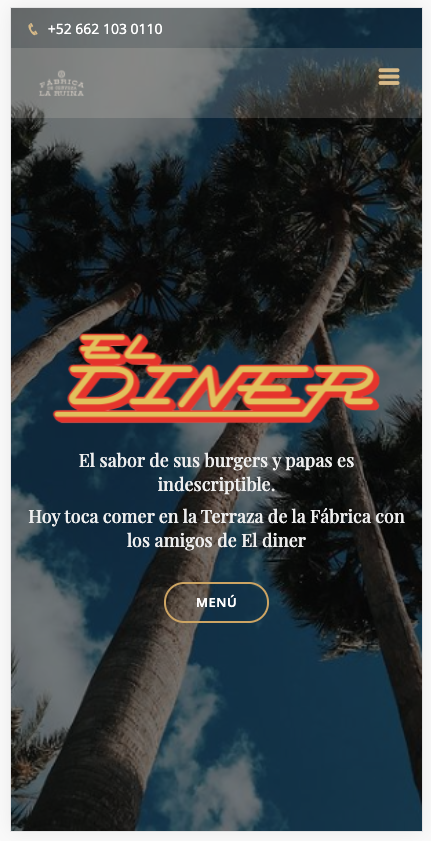 +52 662 103 0110
FÁBRICA
LA RUINA
EL
DINER
El sabor de sus burgers y papas es
indescriptible.
Hoy toca comer en la Terraza de la Fábrica con
los amigos de El diner
MENÚ